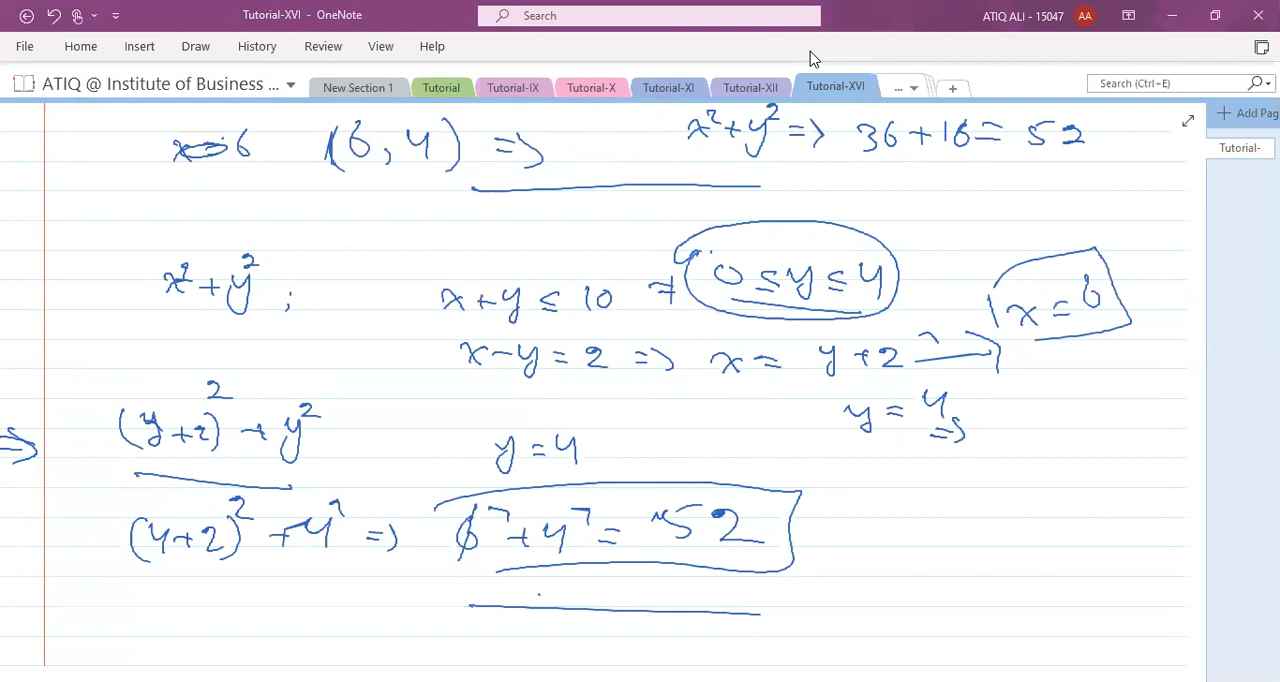 Tutorial-XVI - OneNote
Search
ATIQ ALI - 15047 AA
File Home Insert Draw History Review View Help
ATIQ @ Institute of Business ...
New Section 1 Tutorial Tutorial-IX Tutorial-X Tutorial-XI Tutorial-XII Tutorial-XVI ... +
Search (Ctrl+E)
+ Add Pag
Tutorial-
6 (6, 4) => x² + y² => 36 + 16 = 52
x² + y² ; x + y ≤ 10 0 ≤ y ≤ 4 x = 6
x - y = 2 => x = y + 2
y = 4
(y + 2)² + y² y = 4
=>
(4 + 2)² + 4² => 6² + 4² = 52